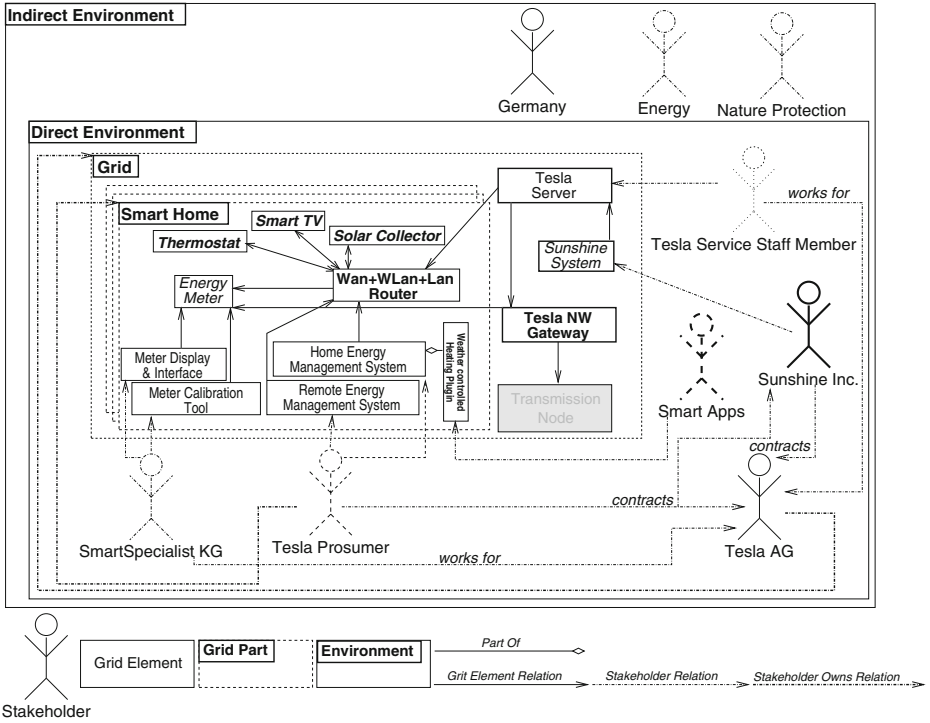 Indirect Environment
Germany
Energy
Nature Protection
Direct Environment
Grid
Tesla
Server
works for
Smart Home
Smart TV
Thermostat
Solar Collector
Sunshine
System
Tesla Service Staff Member
Energy
Meter
Wan+WLan+Lan
Router
Tesla NW
Gateway
Meter Display
& Interface
Home Energy
Management System
Weather controlled
Heating Plugin
Sunshine Inc.
Meter Calibration
Tool
Remote Energy
Management System
Transmission
Node
Smart Apps
contracts
contracts
SmartSpecialist KG
Tesla Prosumer
works for
Tesla AG
Stakeholder
Grid Element
Grid Part
Environment
Part Of
Grit Element Relation
Stakeholder Relation
Stakeholder Owns Relation